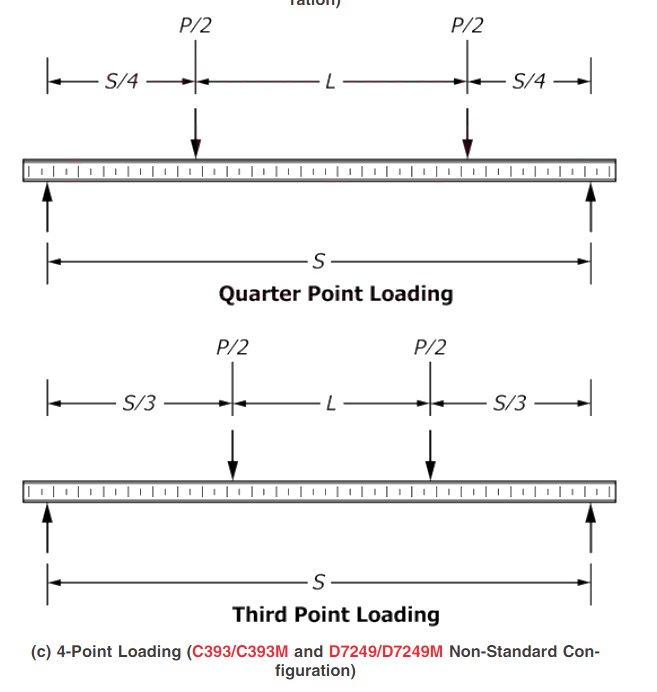 ration)
P/2 P/2
S/4 L S/4
S
Quarter Point Loading
P/2 P/2
S/3 L S/3
S
Third Point Loading
(c) 4-Point Loading (C393/C393M and D7249/D7249M Non-Standard Con-
figuration)